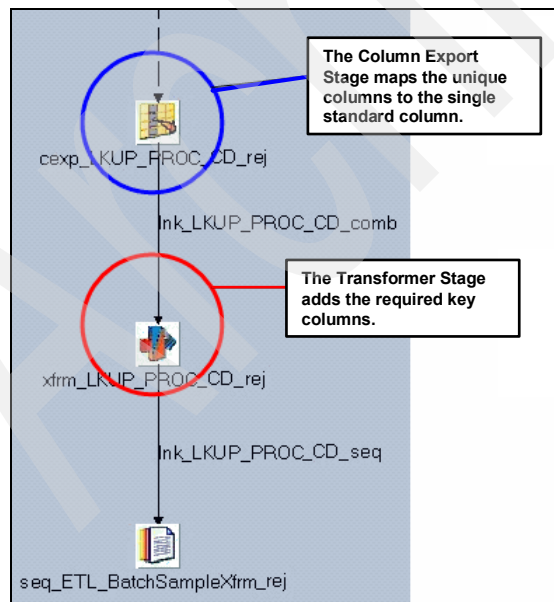 The Column Export
Stage maps the unique
columns to the single
standard column.
cexp_LKUP_PROC_CD_rej
lnk_LKUP_PROC_CD_comb
The Transformer Stage
adds the required key
columns.
xfrm_LKUP_PROC_CD_rej
lnk_LKUP_PROC_CD_seq
seq_ETL_BatchSampleXfrm_rej